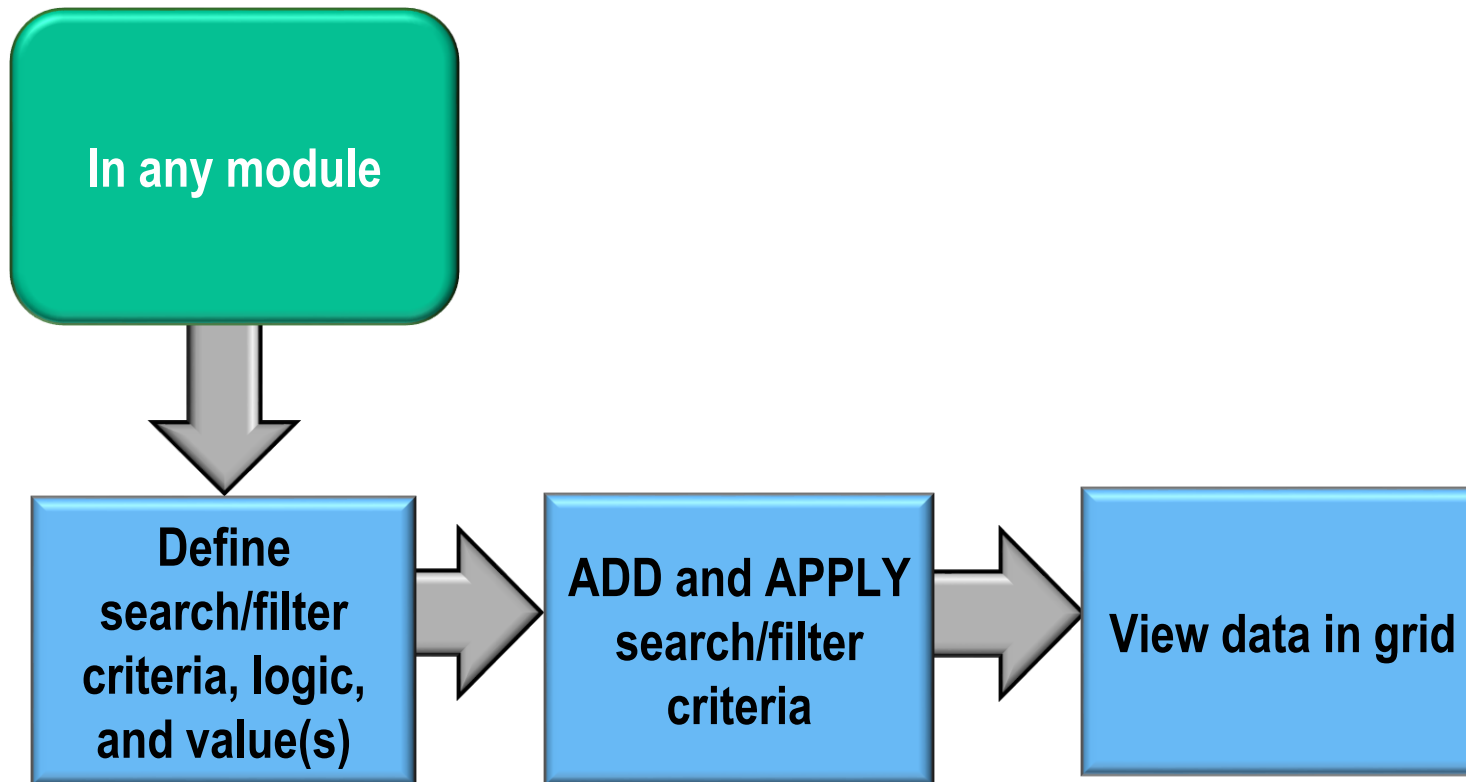 In any module
Define
search/filter
criteria, logic,
and value(s)
ADD and APPLY
search/filter
criteria
View data in grid